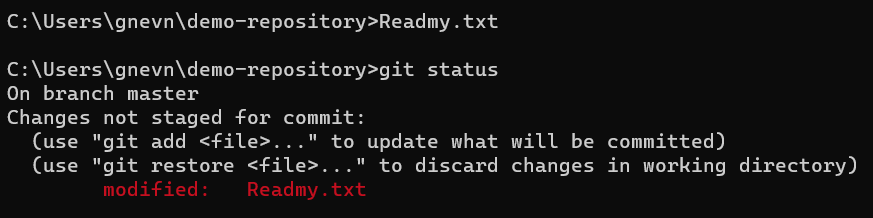 C:\Users\gnevn\demo-repository>Readmy.txt
C:\Users\gnevn\demo-repository>git status
On branch master
Changes not staged for commit:
  (use "git add <file>..." to update what will be committed)
  (use "git restore <file>..." to discard changes in working directory)
        modified:   Readmy.txt